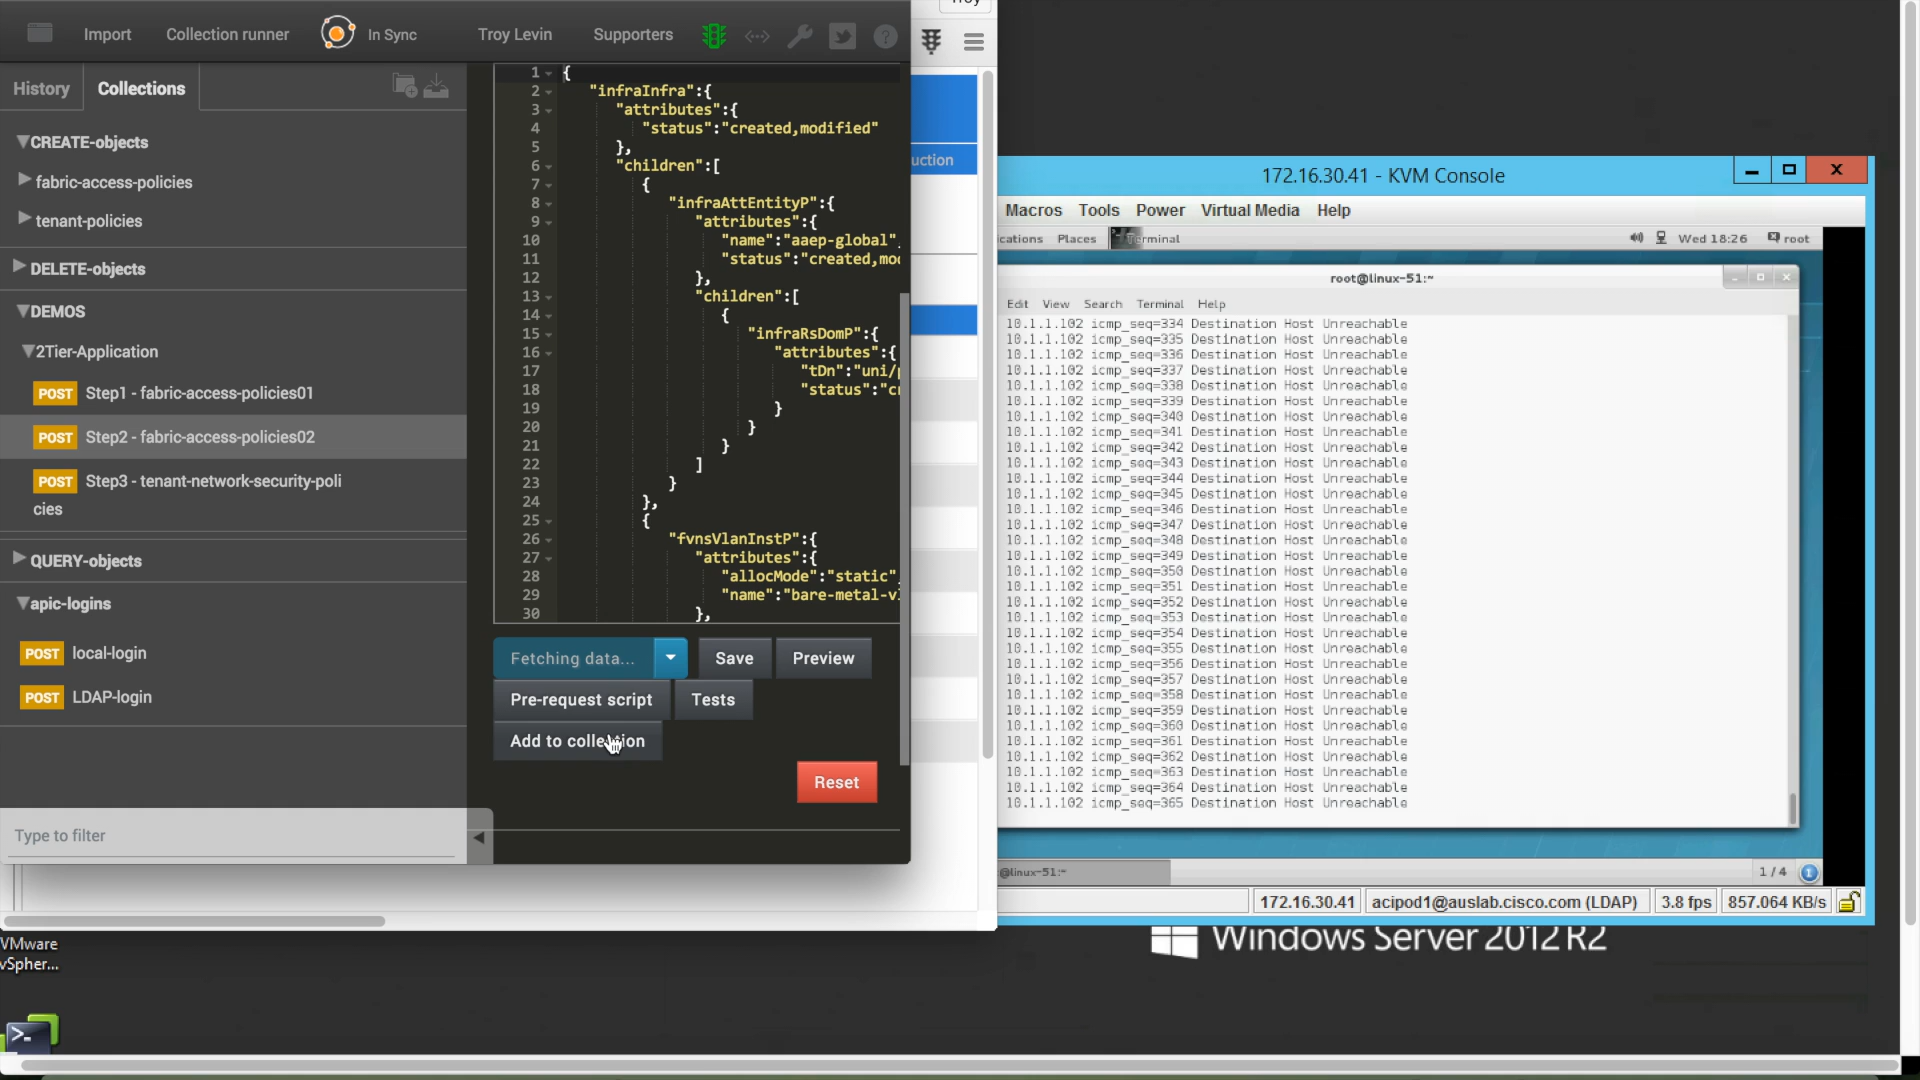 Import
Collection runner
In Sync
Troy Levin
Supporters
History
Collections
CREATE-objects
fabric-access-policies
tenant-policies
DELETE-objects
DEMOS
2Tier-Application
POST Step1 - fabric-access-policies01
POST Step2 - fabric-access-policies02
POST Step3 - tenant-network-security-poli
cies
QUERY-objects
apic-logins
POST local-login
POST LDAP-login
Type to filter
1 {
2 "infraInfra":{
3 "attributes":{
4 "status":"created,modified"
5 },
6 "children":[
7 {
8 "infraAttEntityP":{
9 "attributes":{
10 "name":"aaep-global",
11 "status":"created,mo
12 },
13 "children":[
14 {
15 "infraRsDomP":{
16 "attributes":{
17 "tDn":"uni/
18 "status":"c
19 }
20 }
21 }
22 ]
23 }
24 },
25 {
26 "fvnsVlanInstP":{
27 "attributes":{
28 "allocMode":"static",
29 "name":"bare-metal-v
30 },
Fetching data...
Save
Preview
Pre-request script
Tests
Add to collection
Reset
uction
172.16.30.41 - KVM Console
Macros Tools Power Virtual Media Help
cations Places Terminal
Wed 18:26
root
root@linux-51:~
Edit View Search Terminal Help
10.1.1.102 icmp_seq=334 Destination Host Unreachable
10.1.1.102 icmp_seq=335 Destination Host Unreachable
10.1.1.102 icmp_seq=336 Destination Host Unreachable
10.1.1.102 icmp_seq=337 Destination Host Unreachable
10.1.1.102 icmp_seq=338 Destination Host Unreachable
10.1.1.102 icmp_seq=339 Destination Host Unreachable
10.1.1.102 icmp_seq=340 Destination Host Unreachable
10.1.1.102 icmp_seq=341 Destination Host Unreachable
10.1.1.102 icmp_seq=342 Destination Host Unreachable
10.1.1.102 icmp_seq=343 Destination Host Unreachable
10.1.1.102 icmp_seq=344 Destination Host Unreachable
10.1.1.102 icmp_seq=345 Destination Host Unreachable
10.1.1.102 icmp_seq=346 Destination Host Unreachable
10.1.1.102 icmp_seq=347 Destination Host Unreachable
10.1.1.102 icmp_seq=348 Destination Host Unreachable
10.1.1.102 icmp_seq=349 Destination Host Unreachable
10.1.1.102 icmp_seq=350 Destination Host Unreachable
10.1.1.102 icmp_seq=351 Destination Host Unreachable
10.1.1.102 icmp_seq=352 Destination Host Unreachable
10.1.1.102 icmp_seq=353 Destination Host Unreachable
10.1.1.102 icmp_seq=354 Destination Host Unreachable
10.1.1.102 icmp_seq=355 Destination Host Unreachable
10.1.1.102 icmp_seq=356 Destination Host Unreachable
10.1.1.102 icmp_seq=357 Destination Host Unreachable
10.1.1.102 icmp_seq=358 Destination Host Unreachable
10.1.1.102 icmp_seq=359 Destination Host Unreachable
10.1.1.102 icmp_seq=360 Destination Host Unreachable
10.1.1.102 icmp_seq=361 Destination Host Unreachable
10.1.1.102 icmp_seq=362 Destination Host Unreachable
10.1.1.102 icmp_seq=363 Destination Host Unreachable
10.1.1.102 icmp_seq=364 Destination Host Unreachable
10.1.1.102 icmp_seq=365 Destination Host Unreachable
@linux-51:~
1 / 4
1
172.16.30.41
acipod1@auslab.cisco.com (LDAP)
3.8 fps
857.064 KB/s
Windows Server 2012 R2
VMware
vSpher...